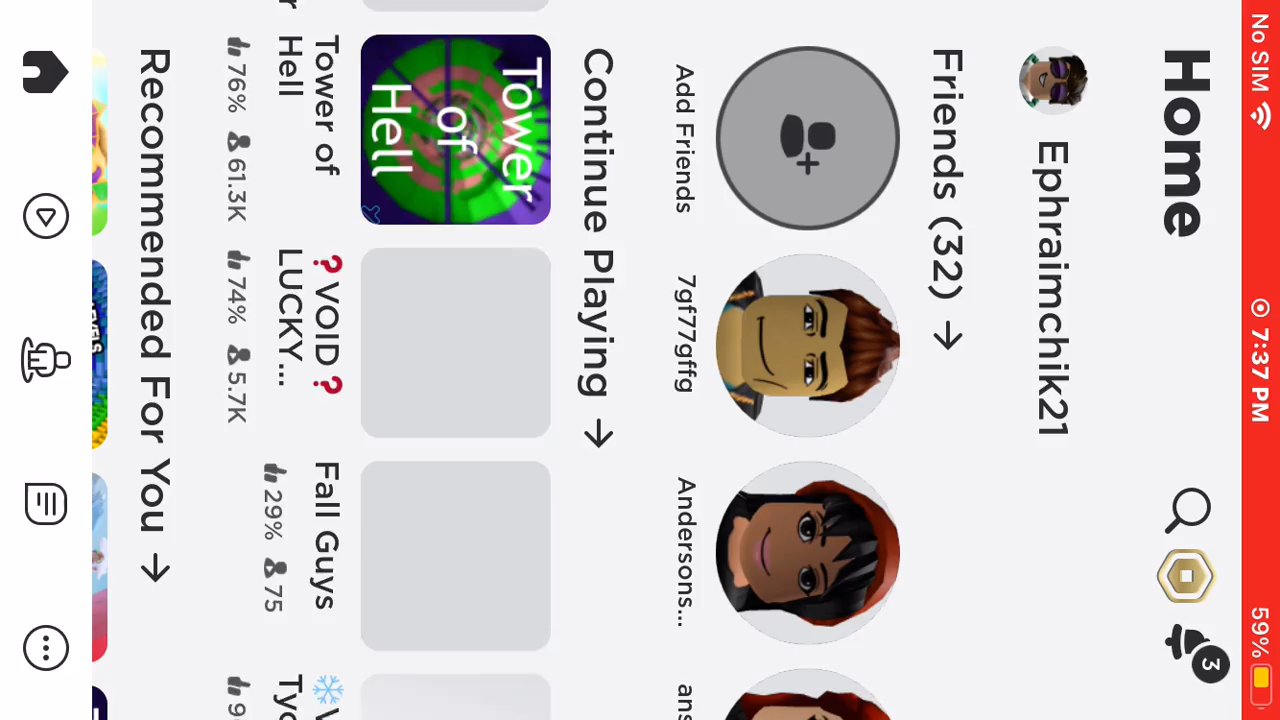 No SIM 7:37 PM 59%
Home
3
Ephraimchik21
Friends (32) →
Add Friends 7gf77gffg Andersons... ans
Continue Playing →
Tower
of
Hell
Tower of
Hell
76% 61.3K
❓ VOID ❓
LUCKY...
74% 5.7K
Fall Guys
29% 75
Tyc
Recommended For You →